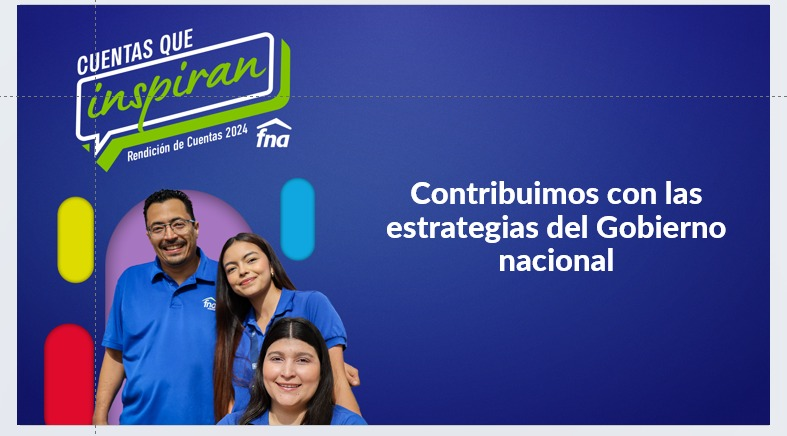 CUENTAS QUE
inspiran
Rendición de Cuentas 2024
fna
Contribuimos con las
estrategias del Gobierno
nacional
fna